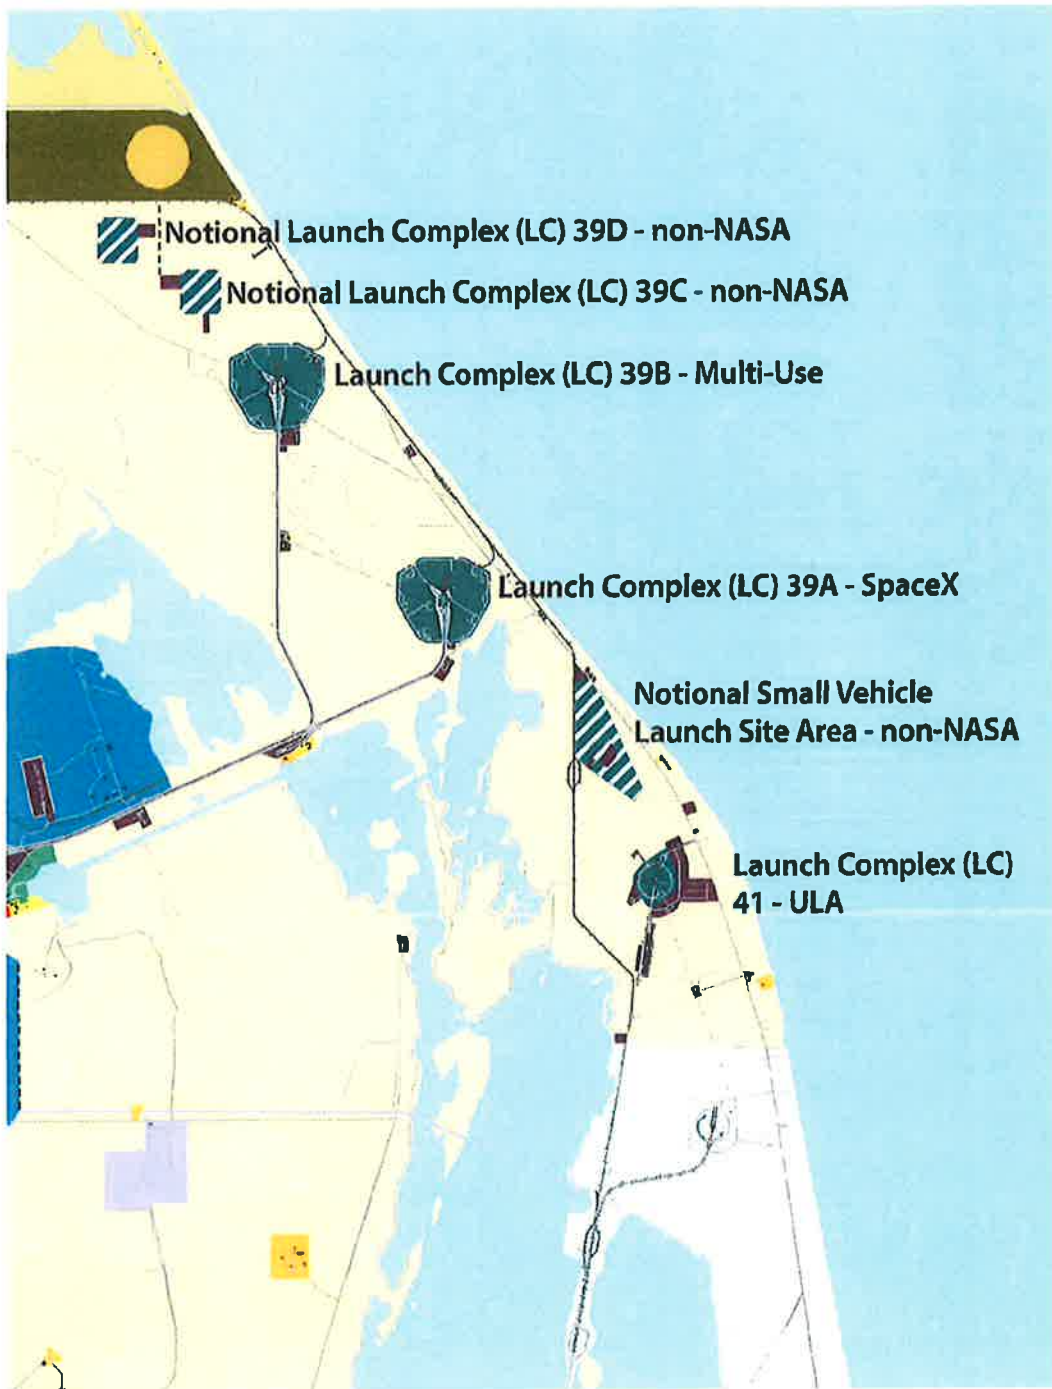 Notional Launch Complex (LC) 39D - non-NASA
Notional Launch Complex (LC) 39C - non-NASA
Launch Complex (LC) 39B - Multi-Use
Launch Complex (LC) 39A - SpaceX
Notional Small Vehicle
Launch Site Area - non-NASA
Launch Complex (LC)
41 - ULA